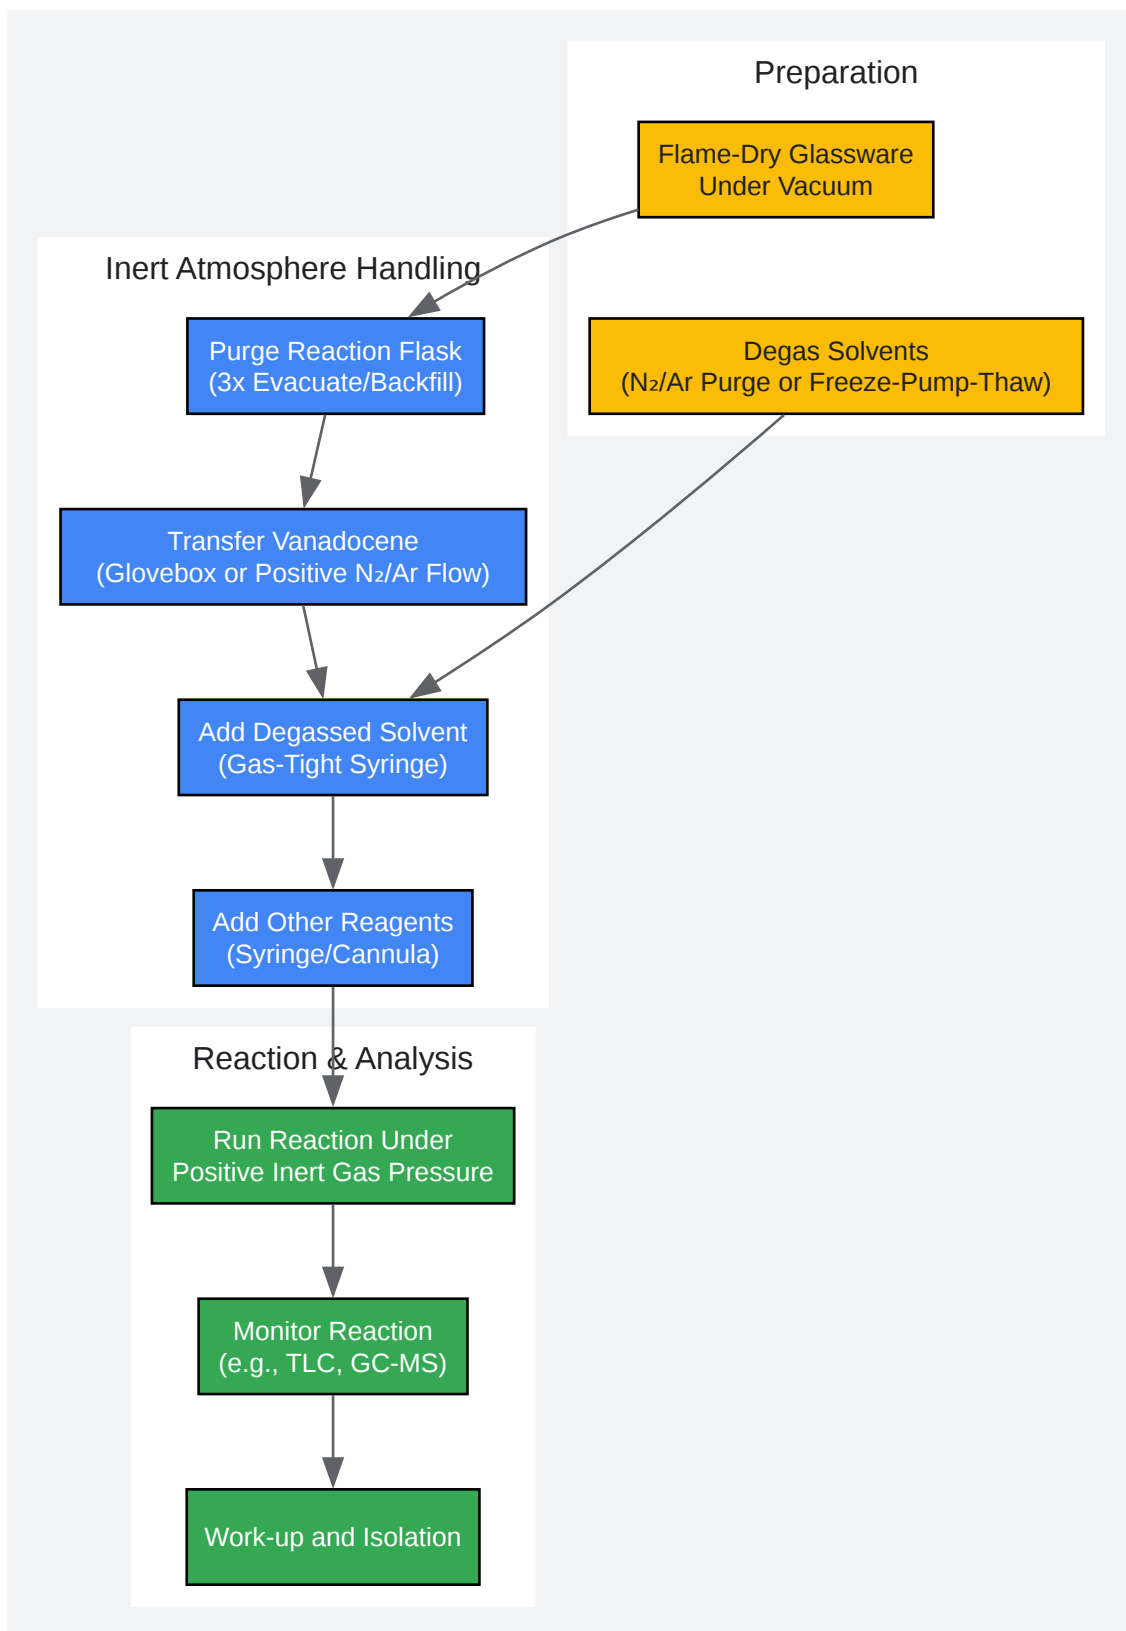 Preparation
Flame-Dry Glassware
Under Vacuum
Degas Solvents
(N₂/Ar Purge or Freeze-Pump-Thaw)
Inert Atmosphere Handling
Purge Reaction Flask
(3x Evacuate/Backfill)
Transfer Vanadocene
(Glovebox or Positive N₂/Ar Flow)
Add Degassed Solvent
(Gas-Tight Syringe)
Add Other Reagents
(Syringe/Cannula)
Reaction & Analysis
Run Reaction Under
Positive Inert Gas Pressure
Monitor Reaction
(e.g., TLC, GC-MS)
Work-up and Isolation